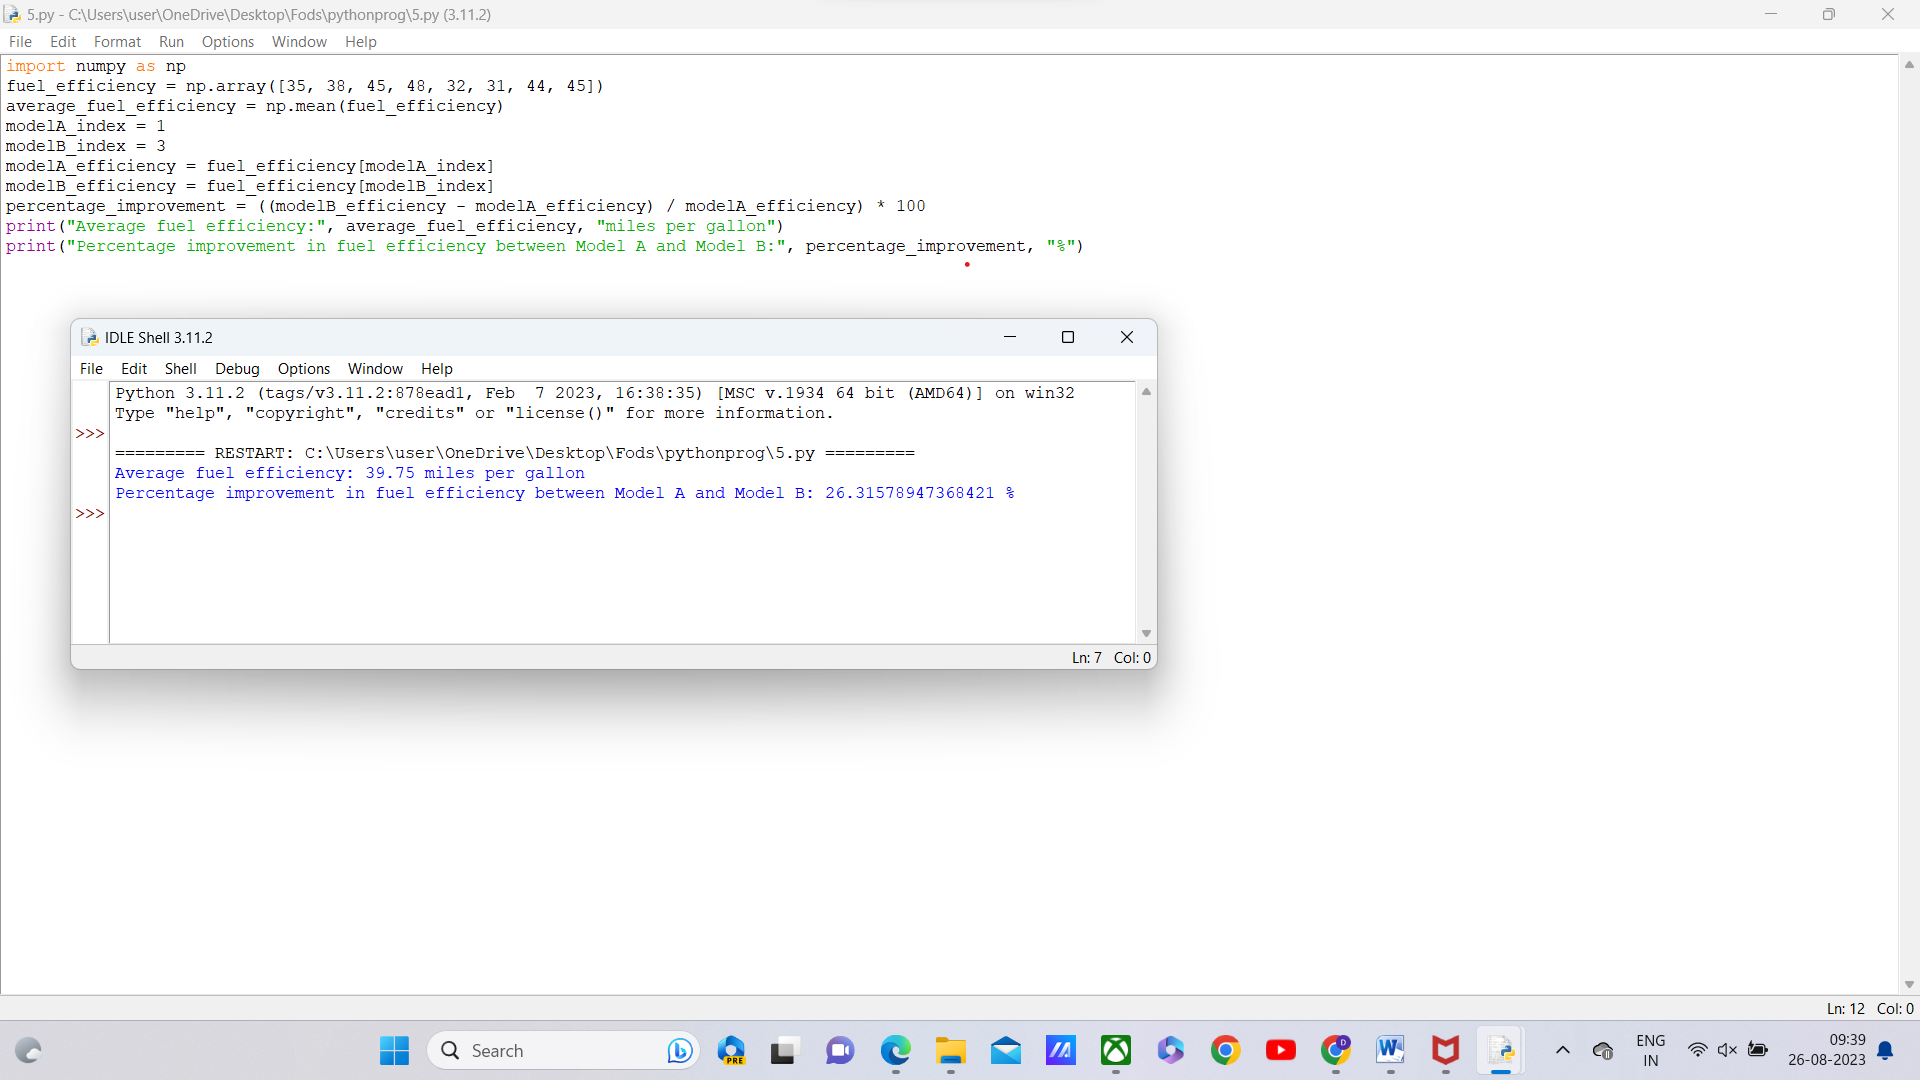 5.py - C:\Users\user\OneDrive\Desktop\Fods\pythonprog\5.py (3.11.2)
File Edit Format Run Options Window Help
import numpy as np
fuel_efficiency = np.array([35, 38, 45, 48, 32, 31, 44, 45])
average_fuel_efficiency = np.mean(fuel_efficiency)
modelA_index = 1
modelB_index = 3
modelA_efficiency = fuel_efficiency[modelA_index]
modelB_efficiency = fuel_efficiency[modelB_index]
percentage_improvement = ((modelB_efficiency - modelA_efficiency) / modelA_efficiency) * 100
print("Average fuel efficiency:", average_fuel_efficiency, "miles per gallon")
print("Percentage improvement in fuel efficiency between Model A and Model B:", percentage_improvement, "%")
IDLE Shell 3.11.2
File Edit Shell Debug Options Window Help
Python 3.11.2 (tags/v3.11.2:878ead1, Feb  7 2023, 16:38:35) [MSC v.1934 64 bit (AMD64)] on win32
Type "help", "copyright", "credits" or "license()" for more information.
>>>
========= RESTART: C:\Users\user\OneDrive\Desktop\Fods\pythonprog\5.py =========
Average fuel efficiency: 39.75 miles per gallon
Percentage improvement in fuel efficiency between Model A and Model B: 26.31578947368421 %
>>>
Ln: 7 Col: 0
Ln: 12 Col: 0
Search
PRE
D
W
ENG
IN
09:39
26-08-2023